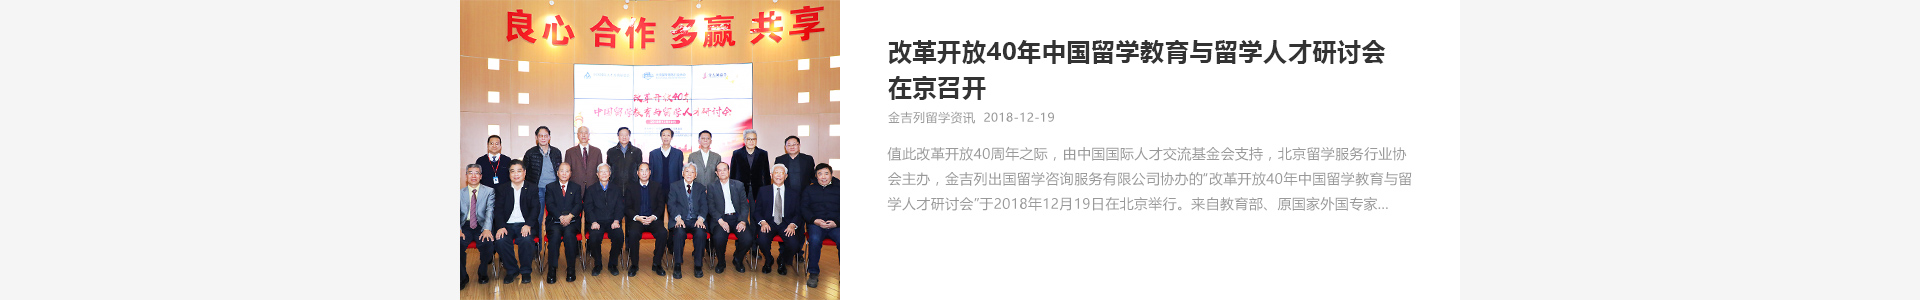 良心 合作 多赢 共享
改革开放40年
中国留学教育与留学人才研讨会
改革开放40年中国留学教育与留学人才研讨会
在京召开
金吉列留学资讯 2018-12-19
值此改革开放40周年之际，由中国国际人才交流基金会支持，北京留学服务行业协
会主办，金吉列出国留学咨询服务有限公司协办的"改革开放40年中国留学教育与留
学人才研讨会"于2018年12月19日在北京举行。来自教育部、原国家外国专家...